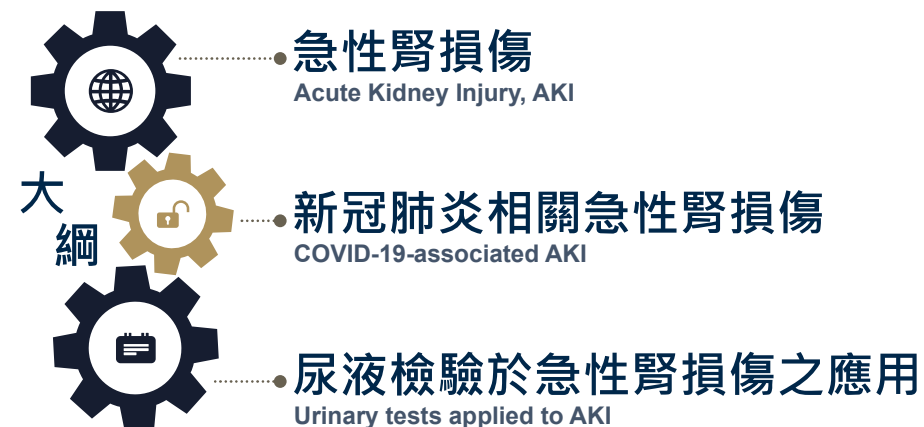 大
綱
急性腎損傷
Acute Kidney Injury, AKI
新冠肺炎相關急性腎損傷
COVID-19-associated AKI
尿液檢驗於急性腎損傷之應用
Urinary tests applied to AKI